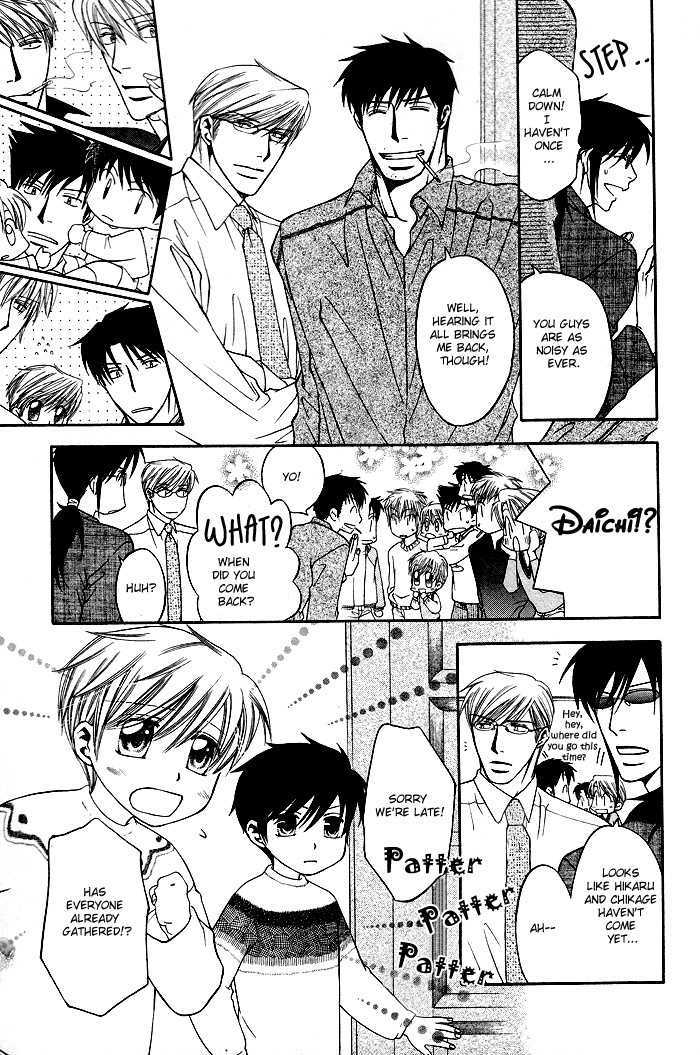 STEP..
CALM
DOWN!
I
HAVEN'T
ONCE
...
YOU GUYS
ARE AS
NOISY AS
EVER.
WELL,
HEARING IT
ALL BRINGS
ME BACK,
THOUGH!
DAICHI!?
YO!
WHAT?
WHEN
DID YOU
COME
BACK?
HUH?
Hey,
hey,
where did
you go this
time?
LOOKS
LIKE HIKARU
AND CHIKAGE
HAVEN'T
COME
YET...
AH--
SORRY
WE'RE LATE!
Patter
Patter
Patter
HAS
EVERYONE
ALREADY
GATHERED!?